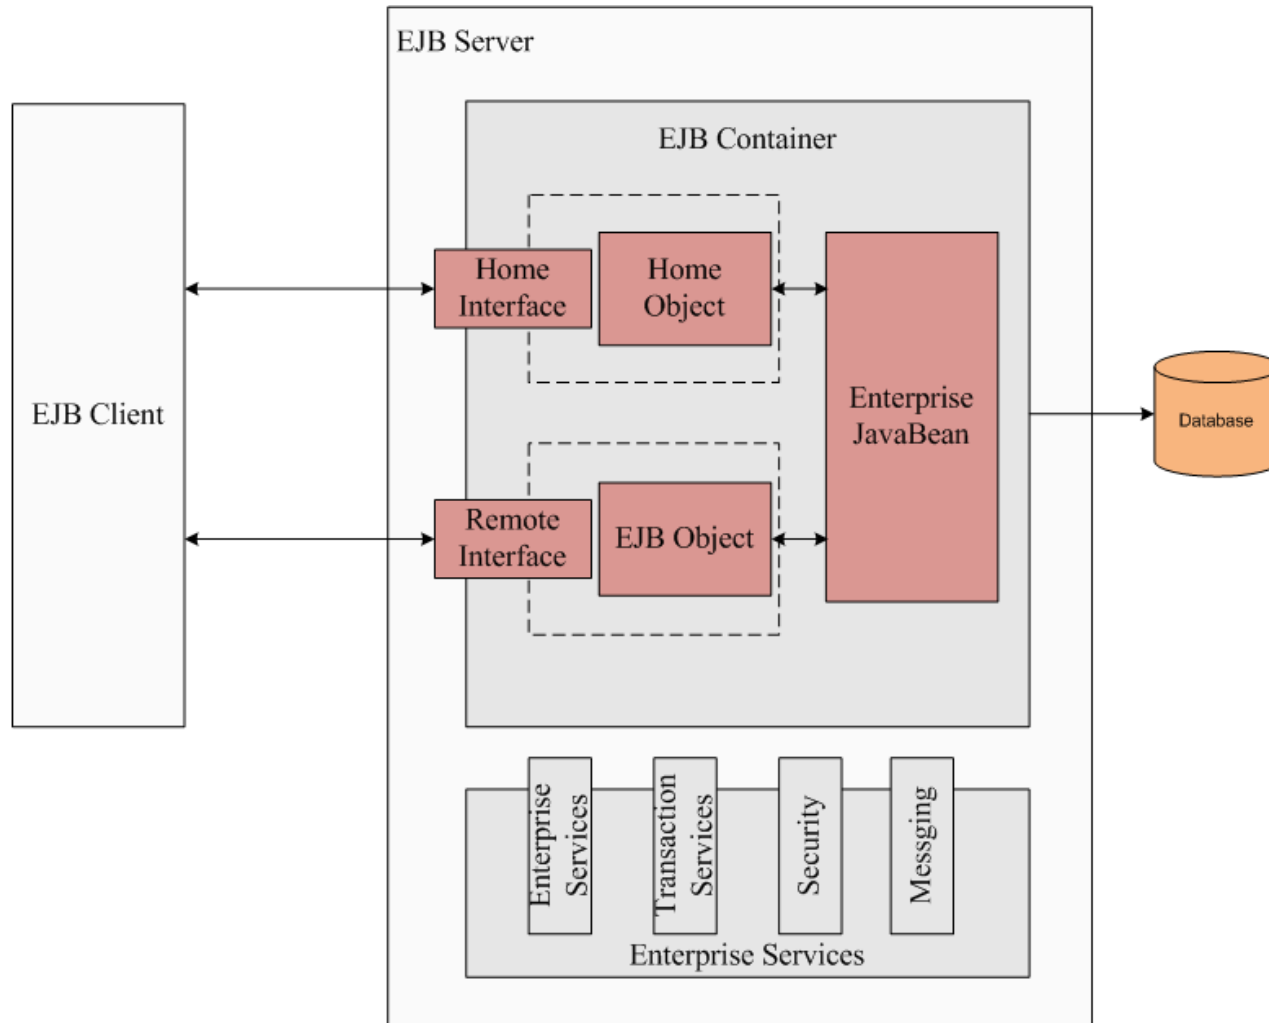 EJB Server
EJB Container
Home
Interface
Home
Object
EJB Client
Enterprise
JavaBean
Database
Remote
Interface
EJB Object
Enterprise
Services
Transaction
Services
Security
Messging
Enterprise Services